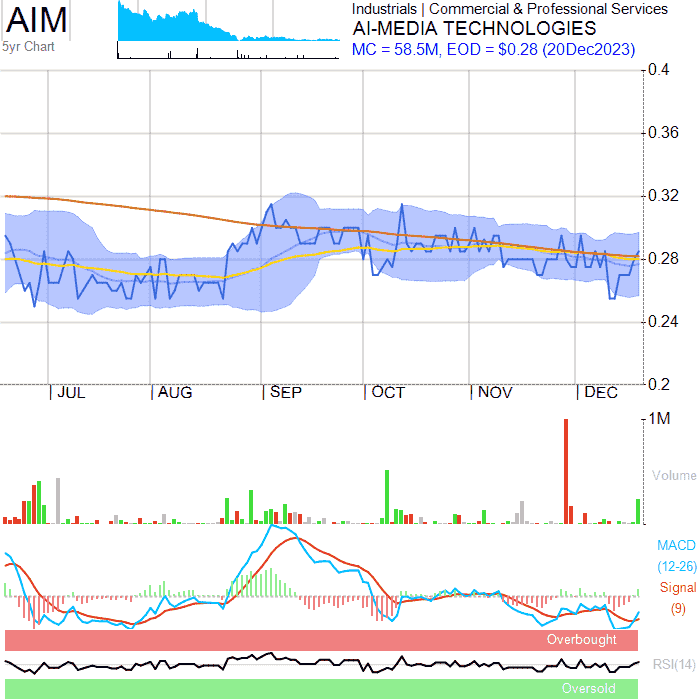 AIM
5yr Chart
Industrials | Commercial & Professional Services
AI-MEDIA TECHNOLOGIES
MC = 58.5M, EOD = $0.28 (20Dec2023)
0.4
0.36
0.32
0.28
0.24
0.2
JUL AUG SEP OCT NOV DEC
1M
Volume
MACD
(12-26)
Signal
(9)
Overbought
RSI(14)
Oversold